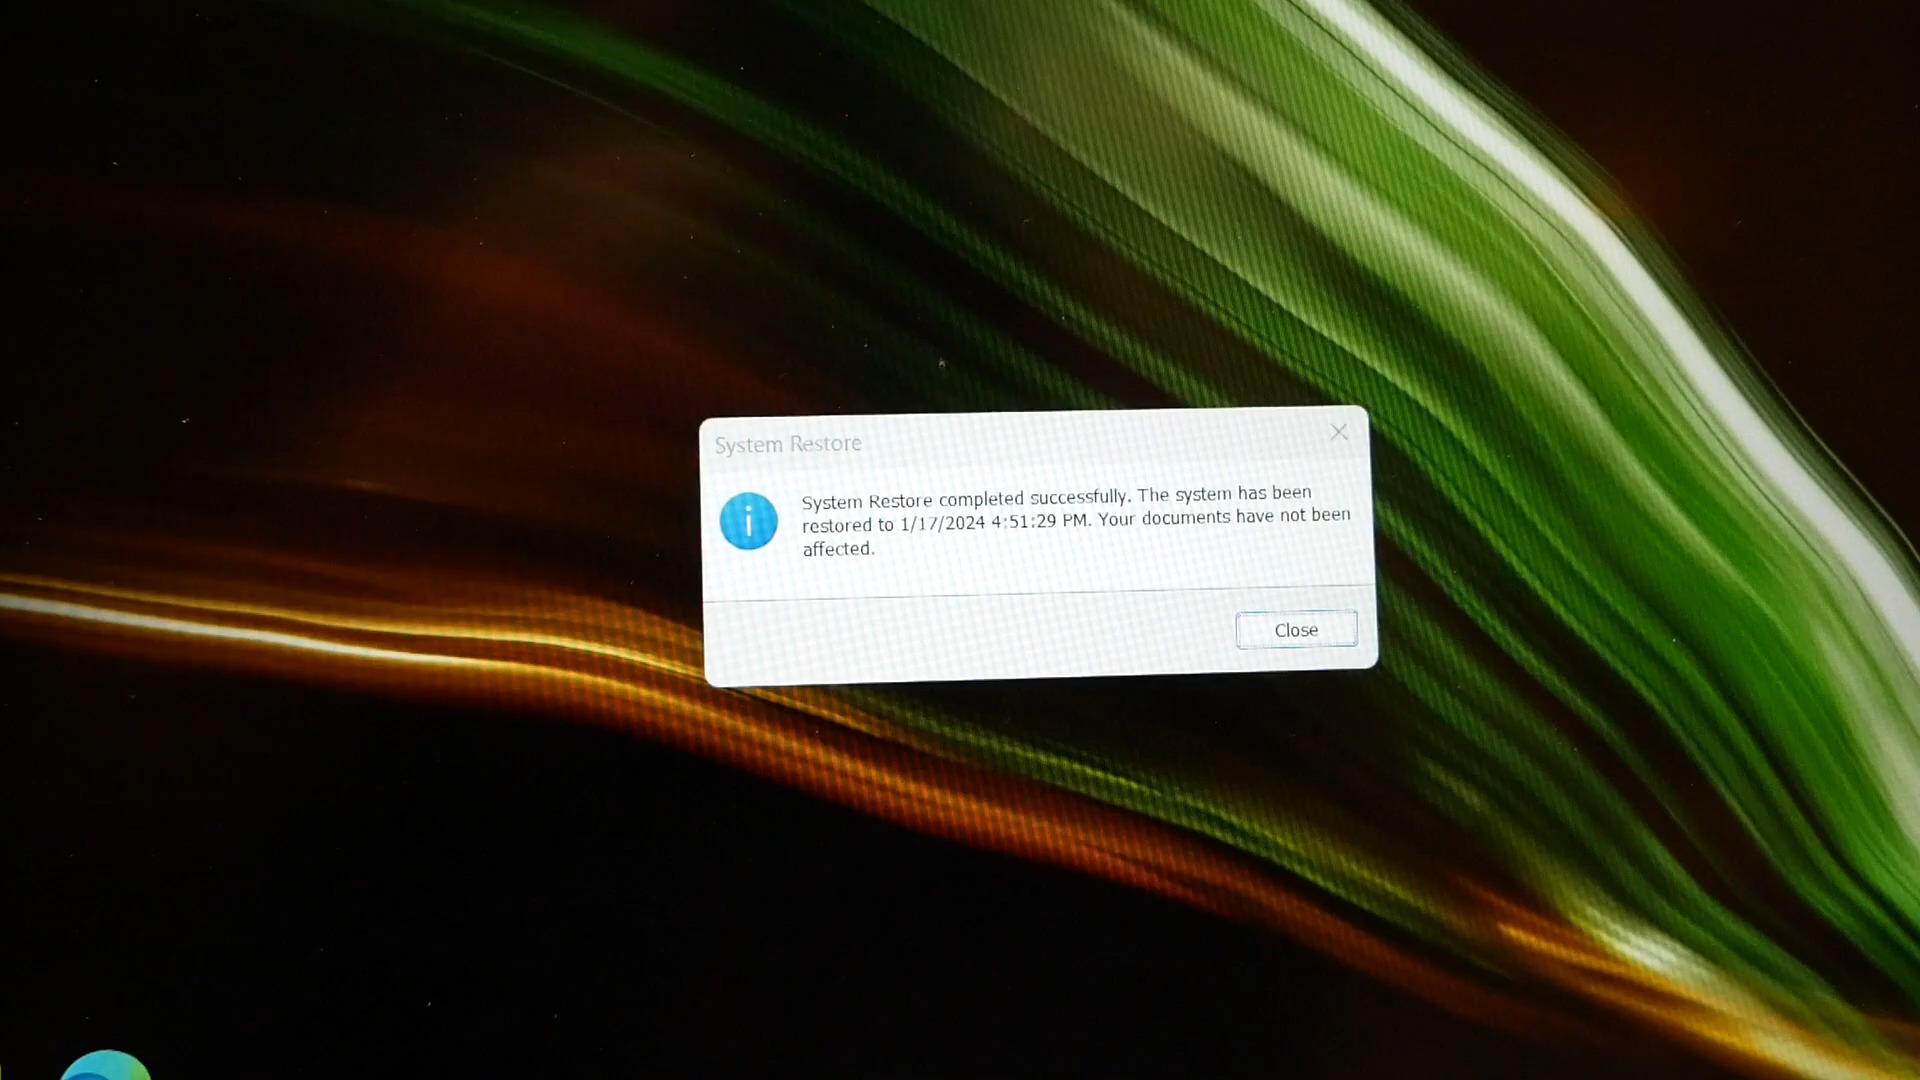 System Restore
System Restore completed successfully. The system has been
restored to 1/17/2024 4:51:29 PM. Your documents have not been
affected.
Close